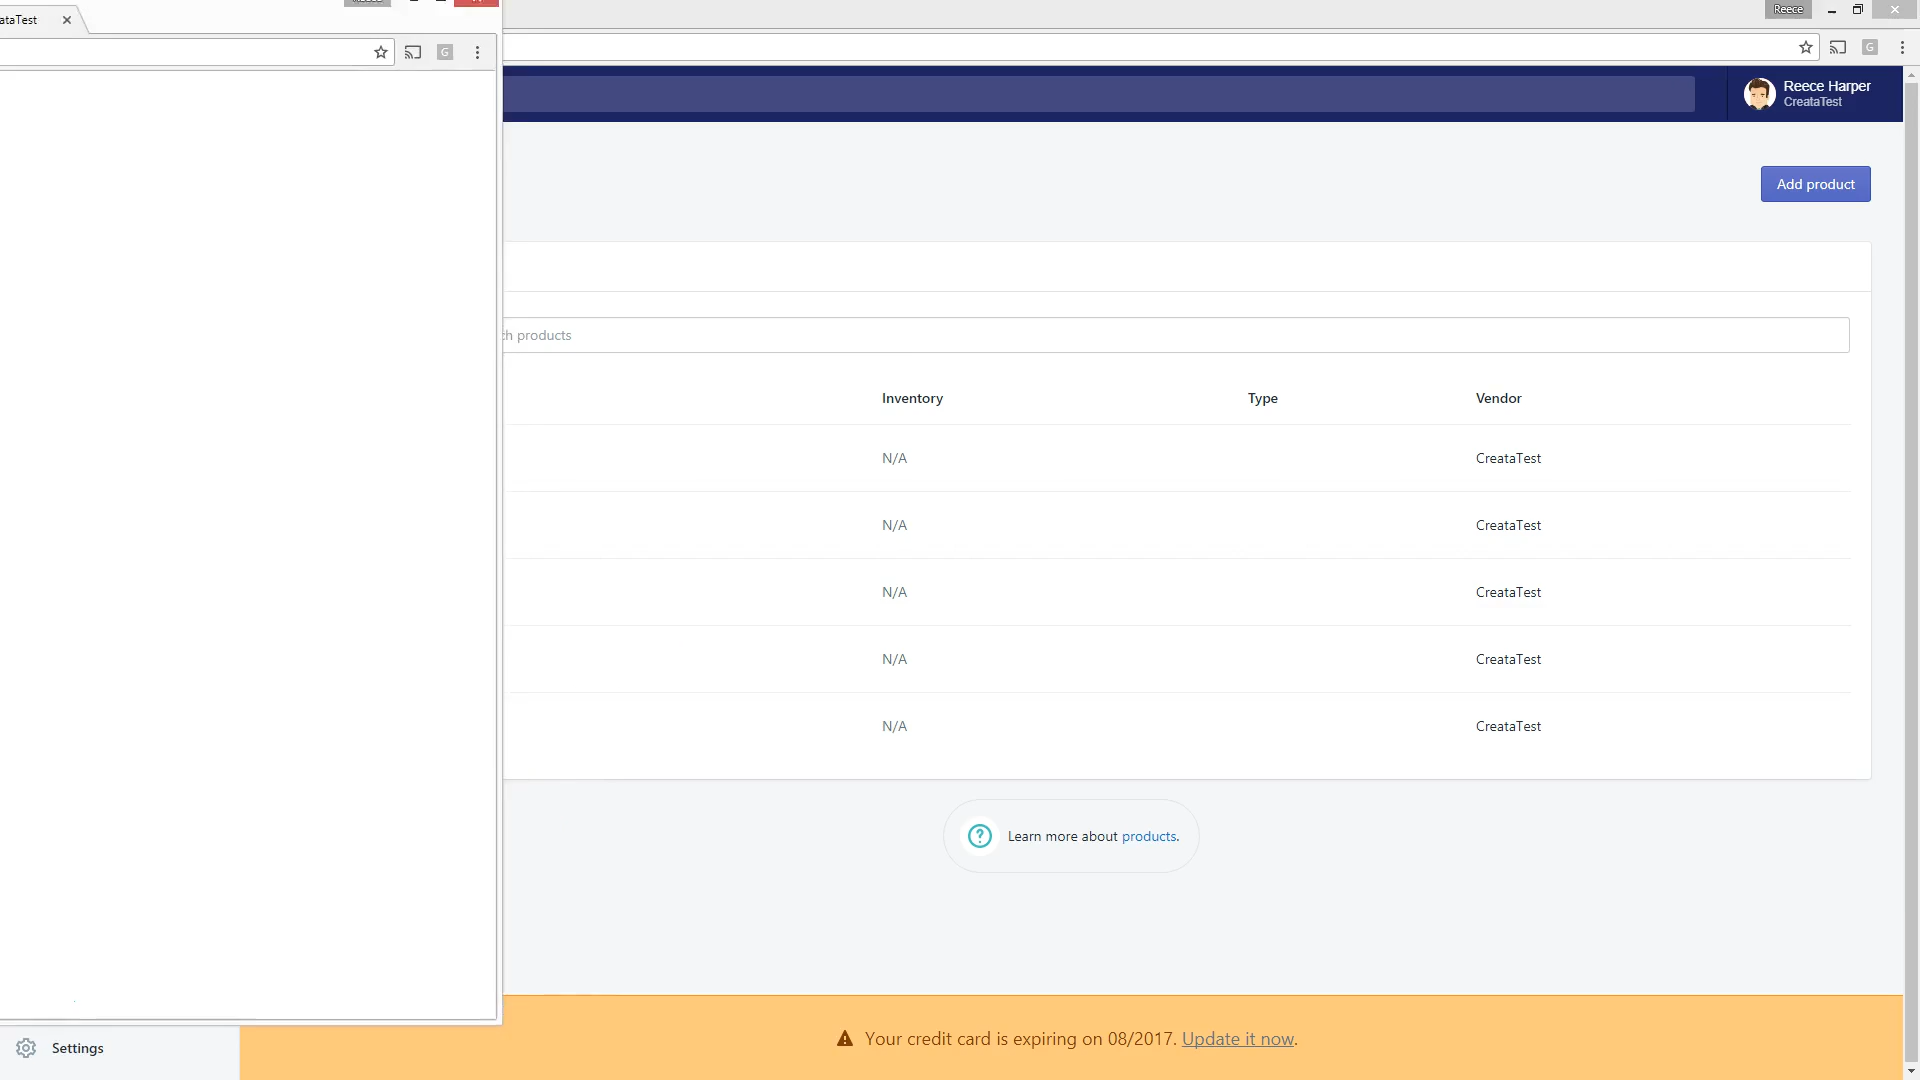 Reece
ataTest
G
G
Reece Harper
CreataTest
Add product
ch products
Inventory Type Vendor
N/A CreataTest
N/A CreataTest
N/A CreataTest
N/A CreataTest
N/A CreataTest
? Learn more about products.
Your credit card is expiring on 08/2017. Update it now.
Settings